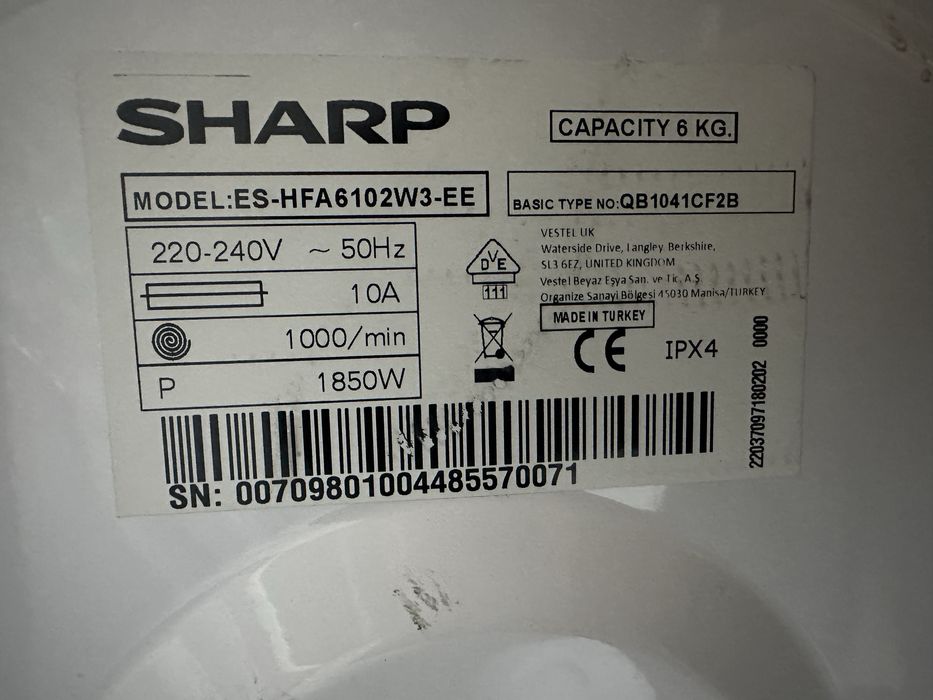 SHARP
CAPACITY 6 KG.
MODEL:ES-HFA6102W3-EE
BASIC TYPE NO:QB1041CF2B
220-240V ~ 50Hz
10A
1000/min
P 1850W
DVE
111
VESTEL UK
Waterside Drive, Langley, Berkshire,
SL3 6EZ, UNITED KINGDOM
Vestel Beyaz Eşya San. ve Tic. A.Ş
Organize Sanayi Bölgesi 45030 Manisa/TURKEY
MADE IN TURKEY
CE IPX4
22037097180202 0000
SN: 00709801004485570071